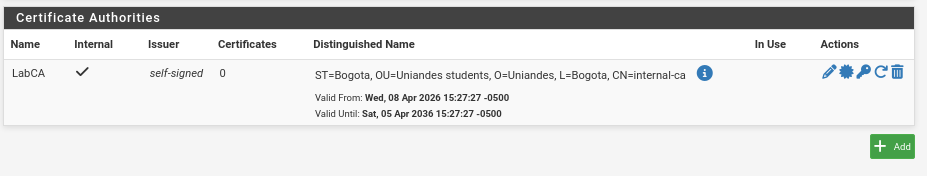 Certificate Authorities
Name Internal Issuer Certificates Distinguished Name In Use Actions
LabCA self-signed 0 ST=Bogota, OU=Uniandes students, O=Uniandes, L=Bogota, CN=internal-ca
Valid From: Wed, 08 Apr 2026 15:27:27 -0500
Valid Until: Sat, 05 Apr 2036 15:27:27 -0500
Add